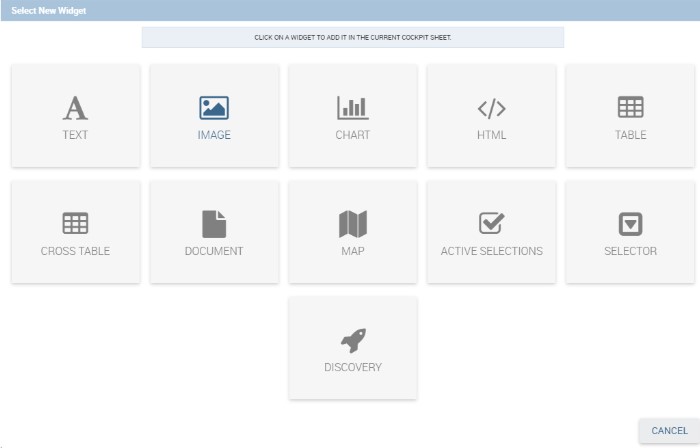 Select New Widget
CLICK ON A WIDGET TO ADD IT IN THE CURRENT COCKPIT SHEET.
TEXT
IMAGE
CHART
HTML
TABLE
CROSS TABLE
DOCUMENT
MAP
ACTIVE SELECTIONS
SELECTOR
DISCOVERY
CANCEL